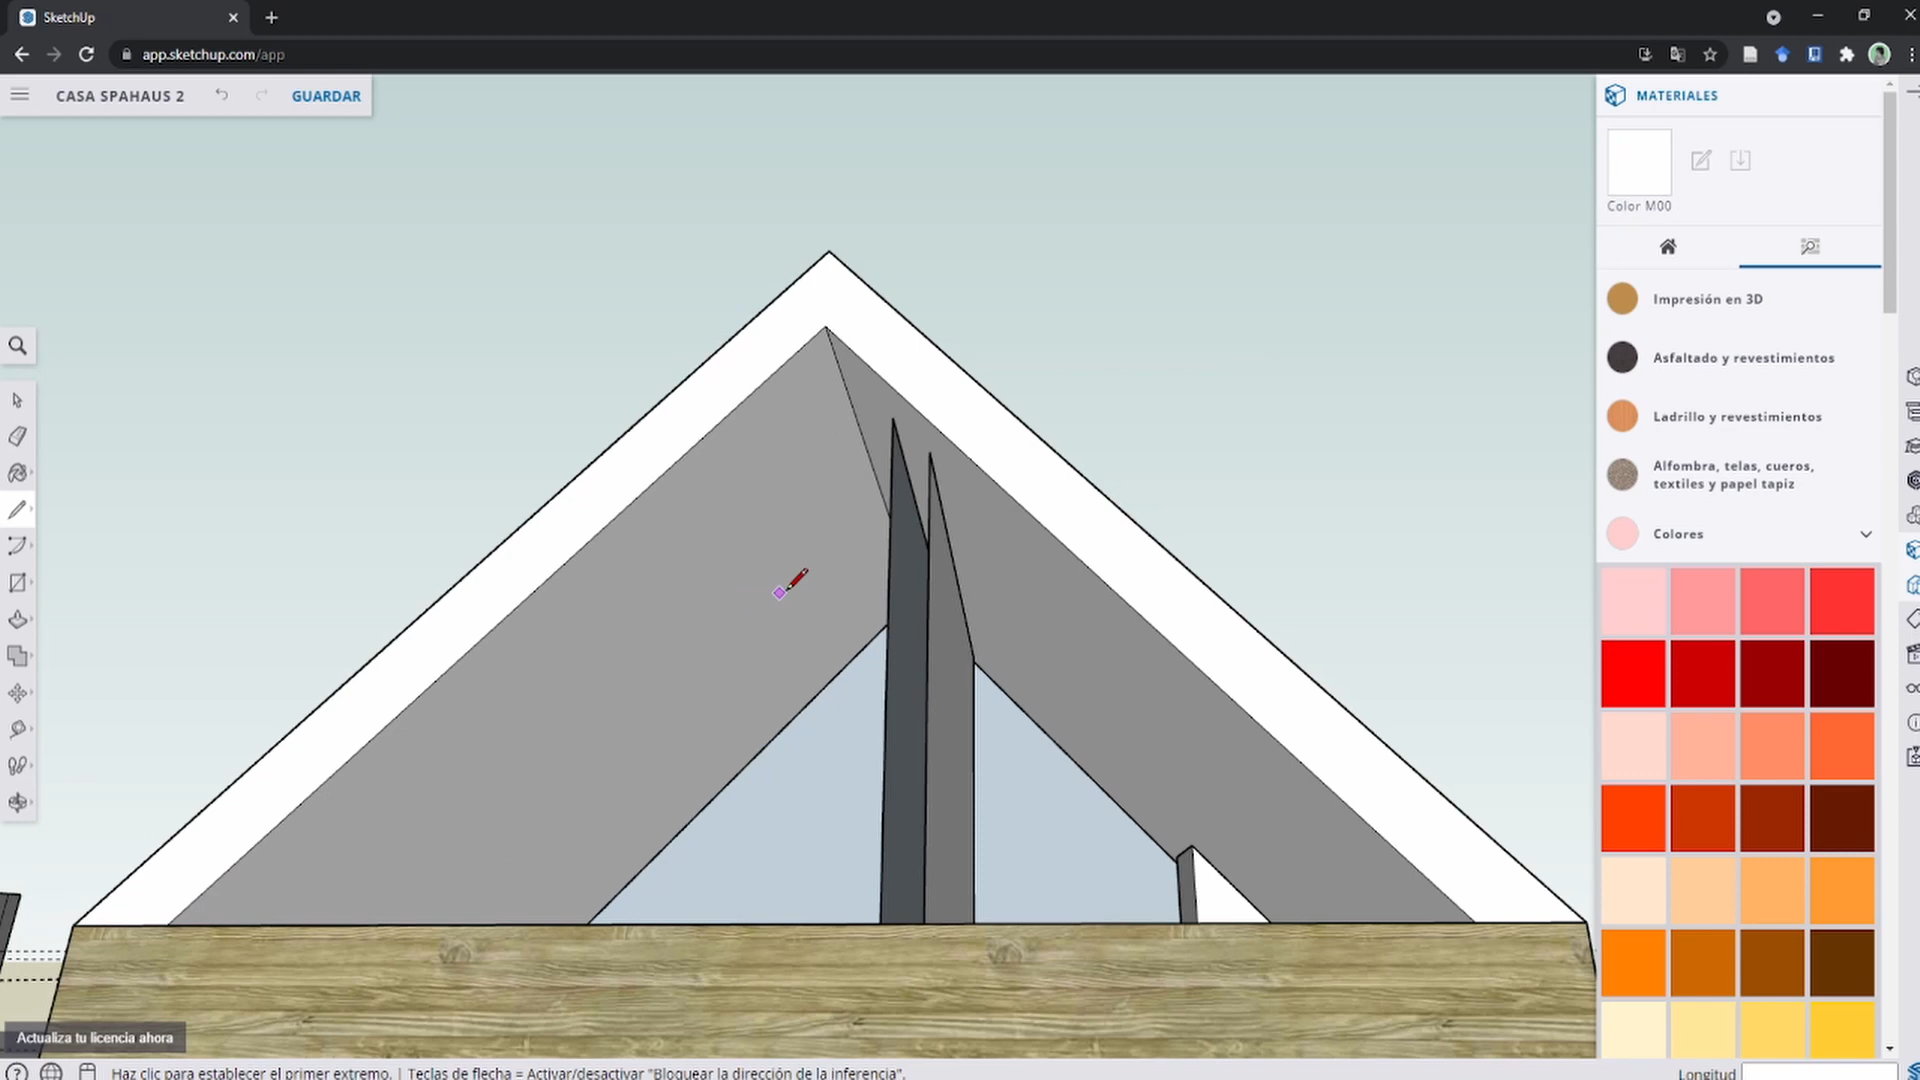 SketchUp
app.sketchup.com/app
CASA SPAHAUS 2
GUARDAR
MATERIALES
Color M00
Impresión en 3D
Asfaltado y revestimientos
Ladrillo y revestimientos
Alfombra, telas, cueros,
textiles y papel tapiz
Colores
Actualiza tu licencia ahora
Haz clic para establecer el primer extremo. | Teclas de flecha = Activar/desactivar "Bloquear la dirección de la inferencia".
Longitud